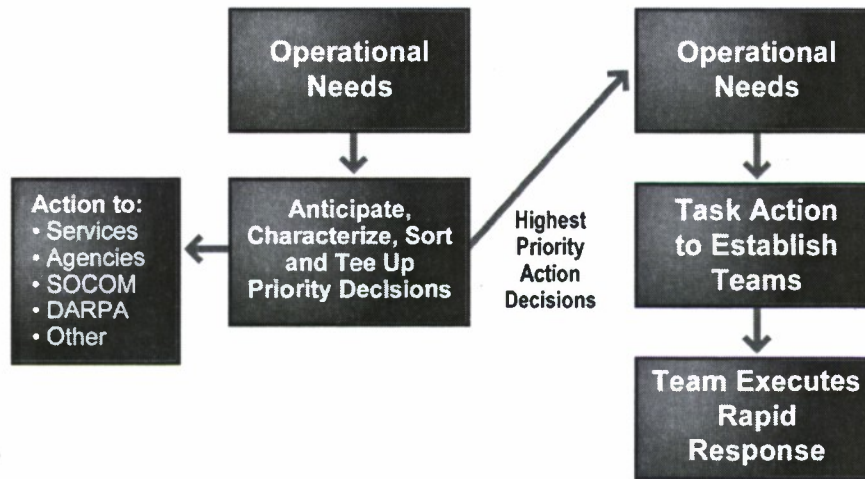 Operational
Needs
Action to:
• Services
• Agencies
• SOCOM
• DARPA
• Other
Anticipate,
Characterize, Sort
and Tee Up
Priority Decisions
Highest
Priority
Action
Decisions
Operational
Needs
Task Action
to Establish
Teams
Team Executes
Rapid
Response